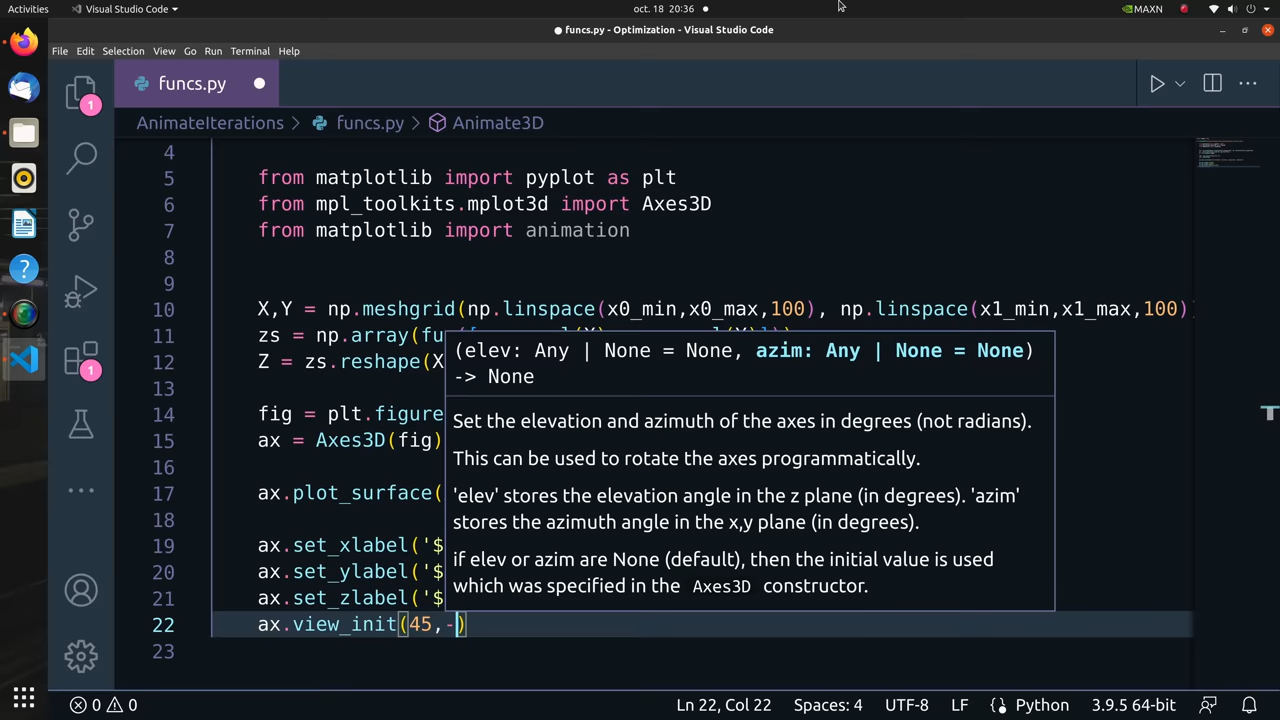 Activities
Visual Studio Code
oct. 18 20:36
MAXN
funcs.py - Optimization - Visual Studio Code
File Edit Selection View Go Run Terminal Help
1
funcs.py
AnimateIterations > funcs.py > Animate3D
4
5 from matplotlib import pyplot as plt
6 from mpl_toolkits.mplot3d import Axes3D
7 from matplotlib import animation
8
9
10 X,Y = np.meshgrid(np.linspace(x0_min,x0_max,100), np.linspace(x1_min,x1_max,100)
11 zs = np.array(fu
12 Z = zs.reshape(X
13
14 fig = plt.figure
15 ax = Axes3D(fig)
16
17 ax.plot_surface(
18
19 ax.set_xlabel('$
20 ax.set_ylabel('$
21 ax.set_zlabel('$
22 ax.view_init(45,-)
23
(elev: Any | None = None, azim: Any | None = None)
-> None
Set the elevation and azimuth of the axes in degrees (not radians).
This can be used to rotate the axes programmatically.
'elev' stores the elevation angle in the z plane (in degrees). 'azim'
stores the azimuth angle in the x,y plane (in degrees).
if elev or azim are None (default), then the initial value is used
which was specified in the Axes3D constructor.
1
0 0
Ln 22, Col 22 Spaces: 4 UTF-8 LF Python 3.9.5 64-bit